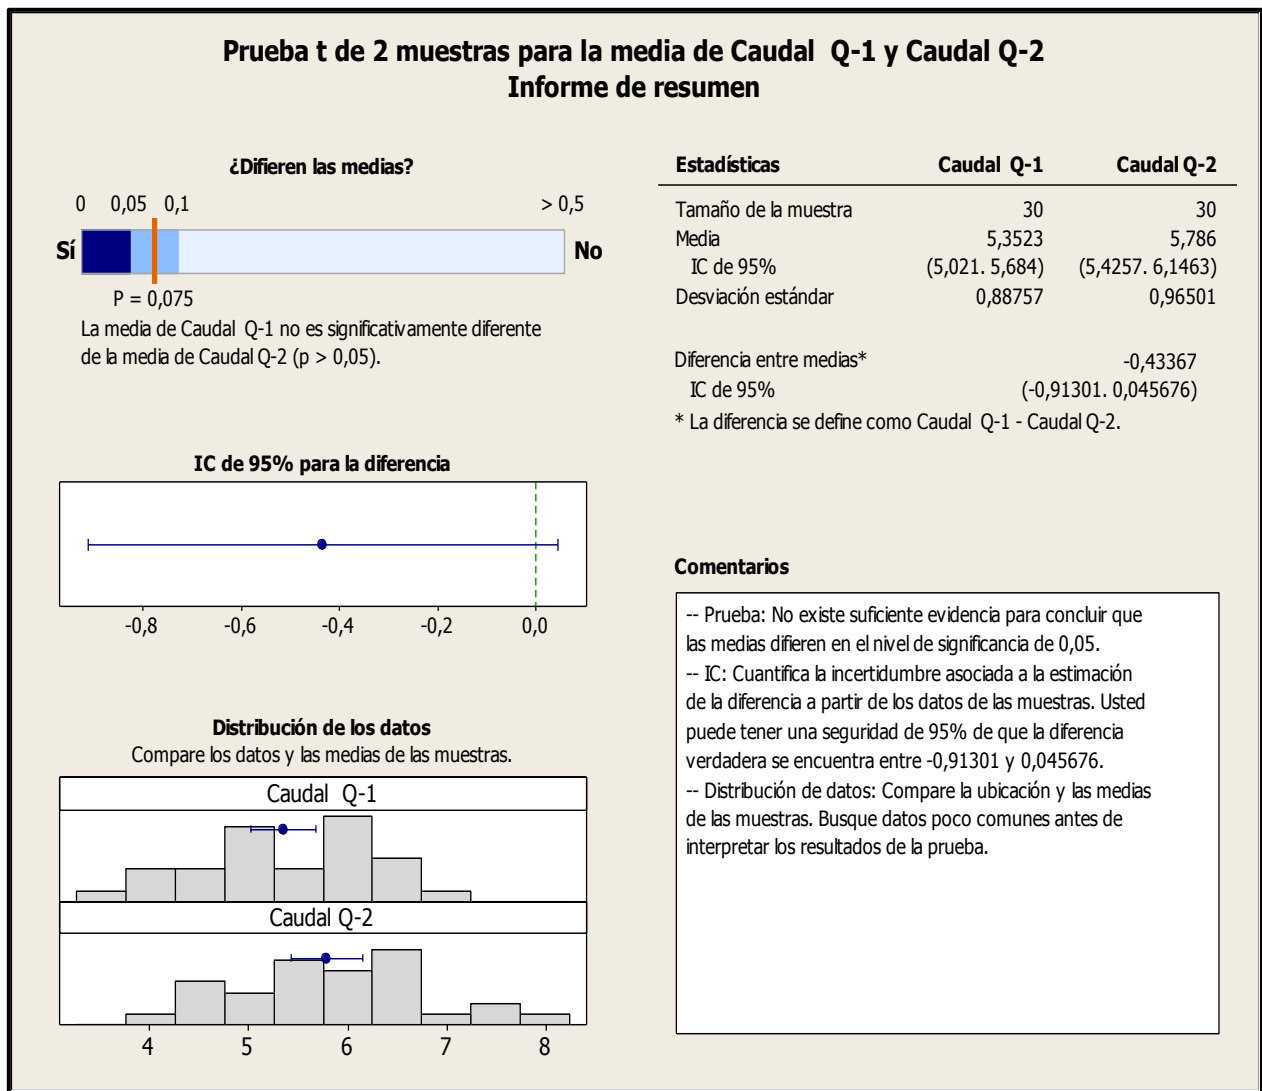 Prueba t de 2 muestras para la media de Caudal Q-1 y Caudal Q-2
Informe de resumen
¿Difieren las medias?
0 0,05 0,1 > 0,5
Sí No
P = 0,075
La media de Caudal Q-1 no es significativamente diferente
de la media de Caudal Q-2 (p > 0,05).
IC de 95% para la diferencia
-0,8 -0,6 -0,4 -0,2 0,0
Distribución de los datos
Compare los datos y las medias de las muestras.
Caudal Q-1
Caudal Q-2
4 5 6 7 8
Estadísticas Caudal Q-1 Caudal Q-2
Tamaño de la muestra 30 30
Media 5,3523 5,786
IC de 95% (5,021. 5,684) (5,4257. 6,1463)
Desviación estándar 0,88757 0,96501
Diferencia entre medias* -0,43367
IC de 95% (-0,91301. 0,045676)
* La diferencia se define como Caudal Q-1 - Caudal Q-2.
Comentarios
-- Prueba: No existe suficiente evidencia para concluir que
las medias difieren en el nivel de significancia de 0,05.
-- IC: Cuantifica la incertidumbre asociada a la estimación
de la diferencia a partir de los datos de las muestras. Usted
puede tener una seguridad de 95% de que la diferencia
verdadera se encuentra entre -0,91301 y 0,045676.
-- Distribución de datos: Compare la ubicación y las medias
de las muestras. Busque datos poco comunes antes de
interpretar los resultados de la prueba.